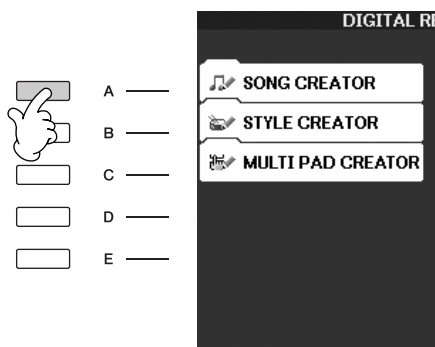 DIGITAL RE
A
SONG CREATOR
B
STYLE CREATOR
C
MULTI PAD CREATOR
D
E